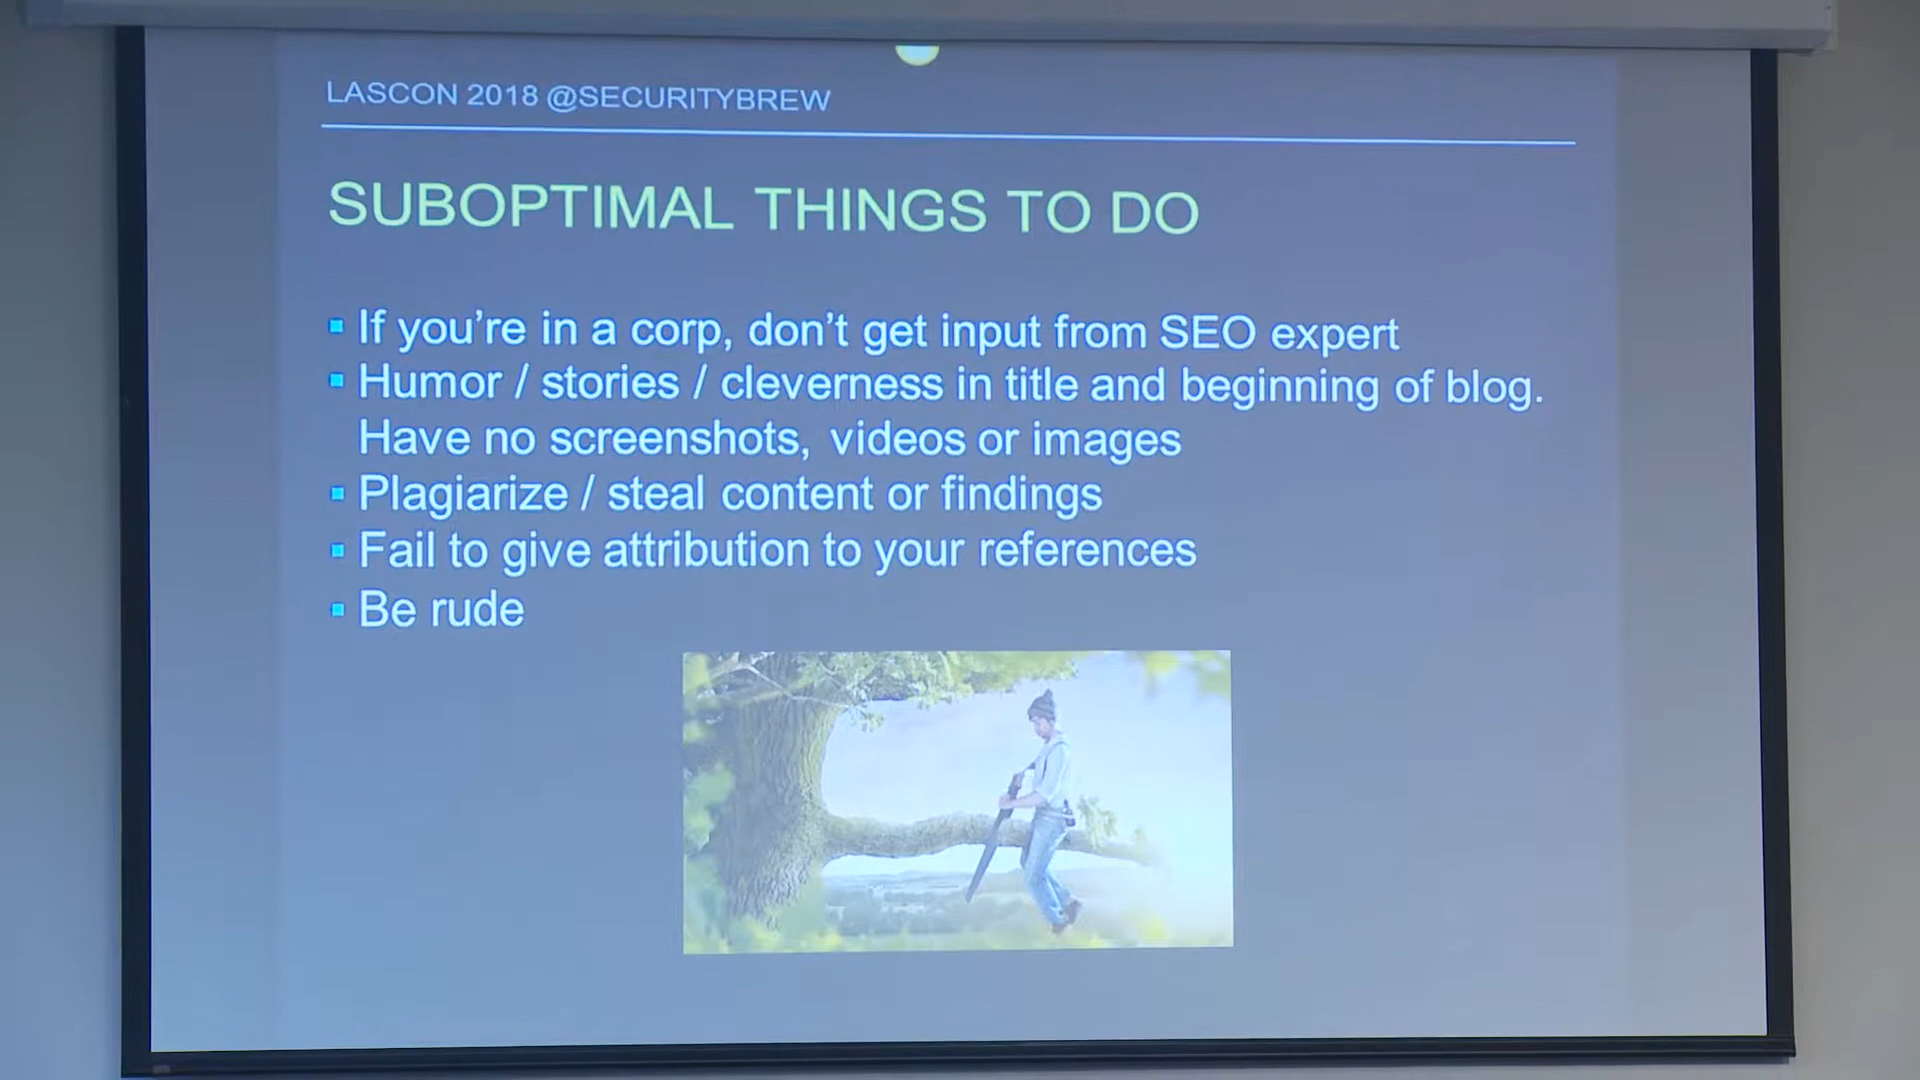 LASCON 2018 @SECURITYBREW
SUBOPTIMAL THINGS TO DO
▪ If you're in a corp, don't get input from SEO expert
▪ Humor / stories / cleverness in title and beginning of blog.
Have no screenshots, videos or images
▪ Plagiarize / steal content or findings
▪ Fail to give attribution to your references
▪ Be rude